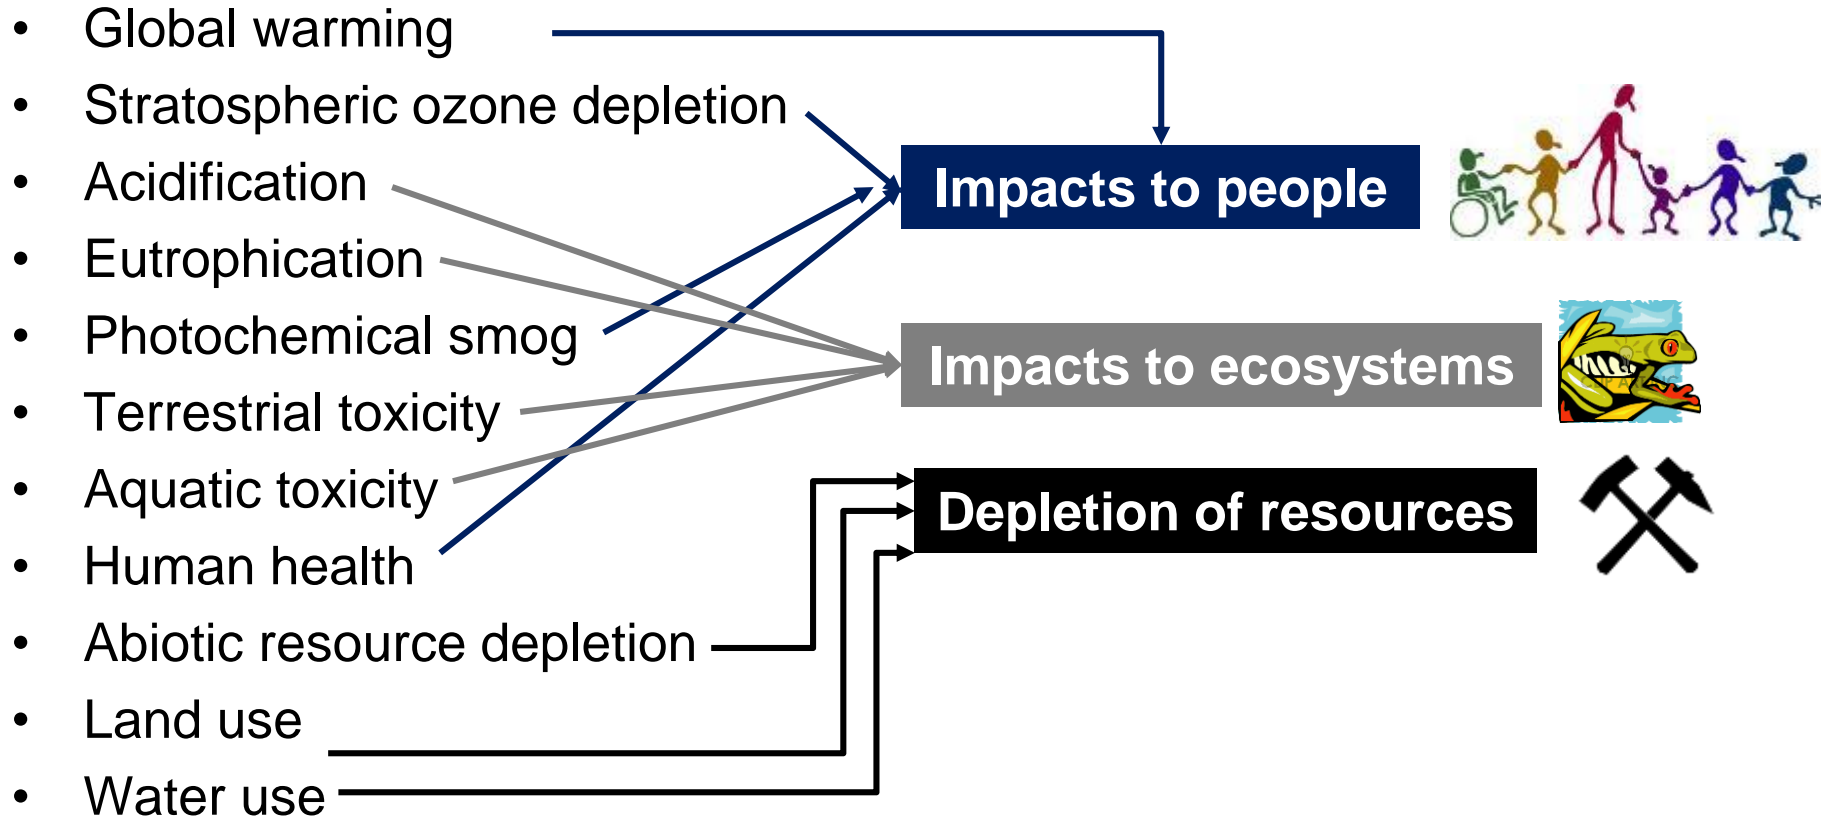 • Global warming
• Stratospheric ozone depletion
• Acidification
• Eutrophication
• Photochemical smog
• Terrestrial toxicity
• Aquatic toxicity
• Human health
• Abiotic resource depletion
• Land use
• Water use
Impacts to people
Impacts to ecosystems
Depletion of resources